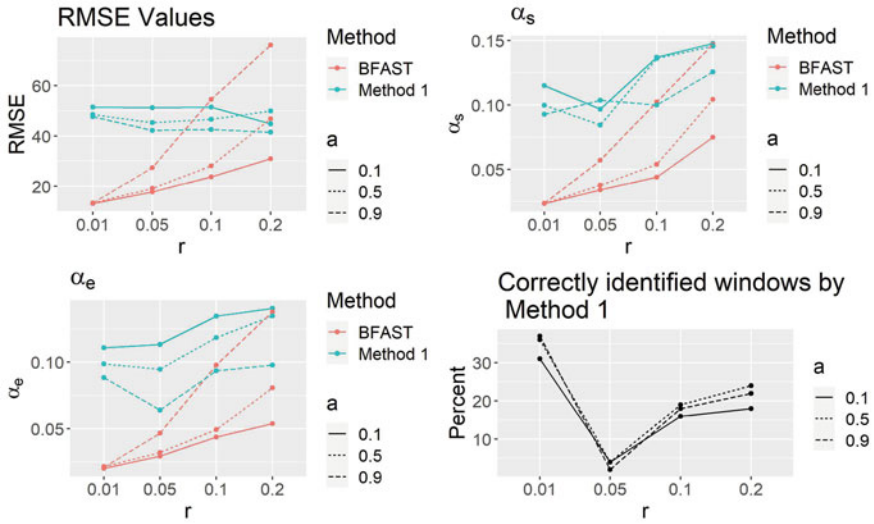 RMSE Values
RMSE
60
40
20
0.01 0.05 0.1 0.2
r
Method
BFAST
Method 1
a
0.1
0.5
0.9
αs
αs
0.15
0.10
0.05
0.01 0.05 0.1 0.2
r
Method
BFAST
Method 1
a
0.1
0.5
0.9
αe
αe
0.10
0.05
0.01 0.05 0.1 0.2
r
Method
BFAST
Method 1
a
0.1
0.5
0.9
Correctly identified windows by
Method 1
Percent
30
20
10
0.01 0.05 0.1 0.2
r
a
0.1
0.5
0.9